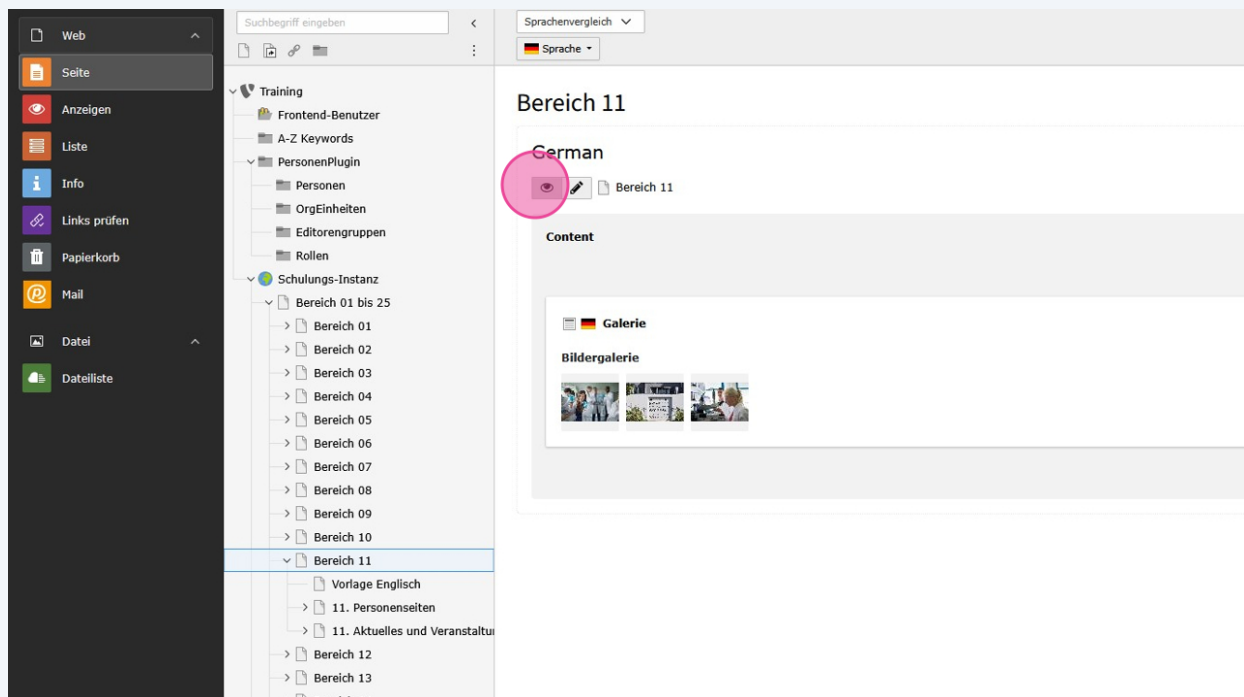 Web
Seite
Anzeigen
Liste
Info
Links prüfen
Papierkorb
Mail
Datei
Dateiliste
Suchbegriff eingeben
Training
Frontend-Benutzer
A-Z Keywords
PersonenPlugin
Personen
OrgEinheiten
Editorengruppen
Rollen
Schulungs-Instanz
Bereich 01 bis 25
Bereich 01
Bereich 02
Bereich 03
Bereich 04
Bereich 05
Bereich 06
Bereich 07
Bereich 08
Bereich 09
Bereich 10
Bereich 11
Vorlage Englisch
11. Personenseiten
11. Aktuelles und Veranstaltu
Bereich 12
Bereich 13
Sprachenvergleich
Sprache
Bereich 11
German
Bereich 11
Content
Galerie
Bildergalerie